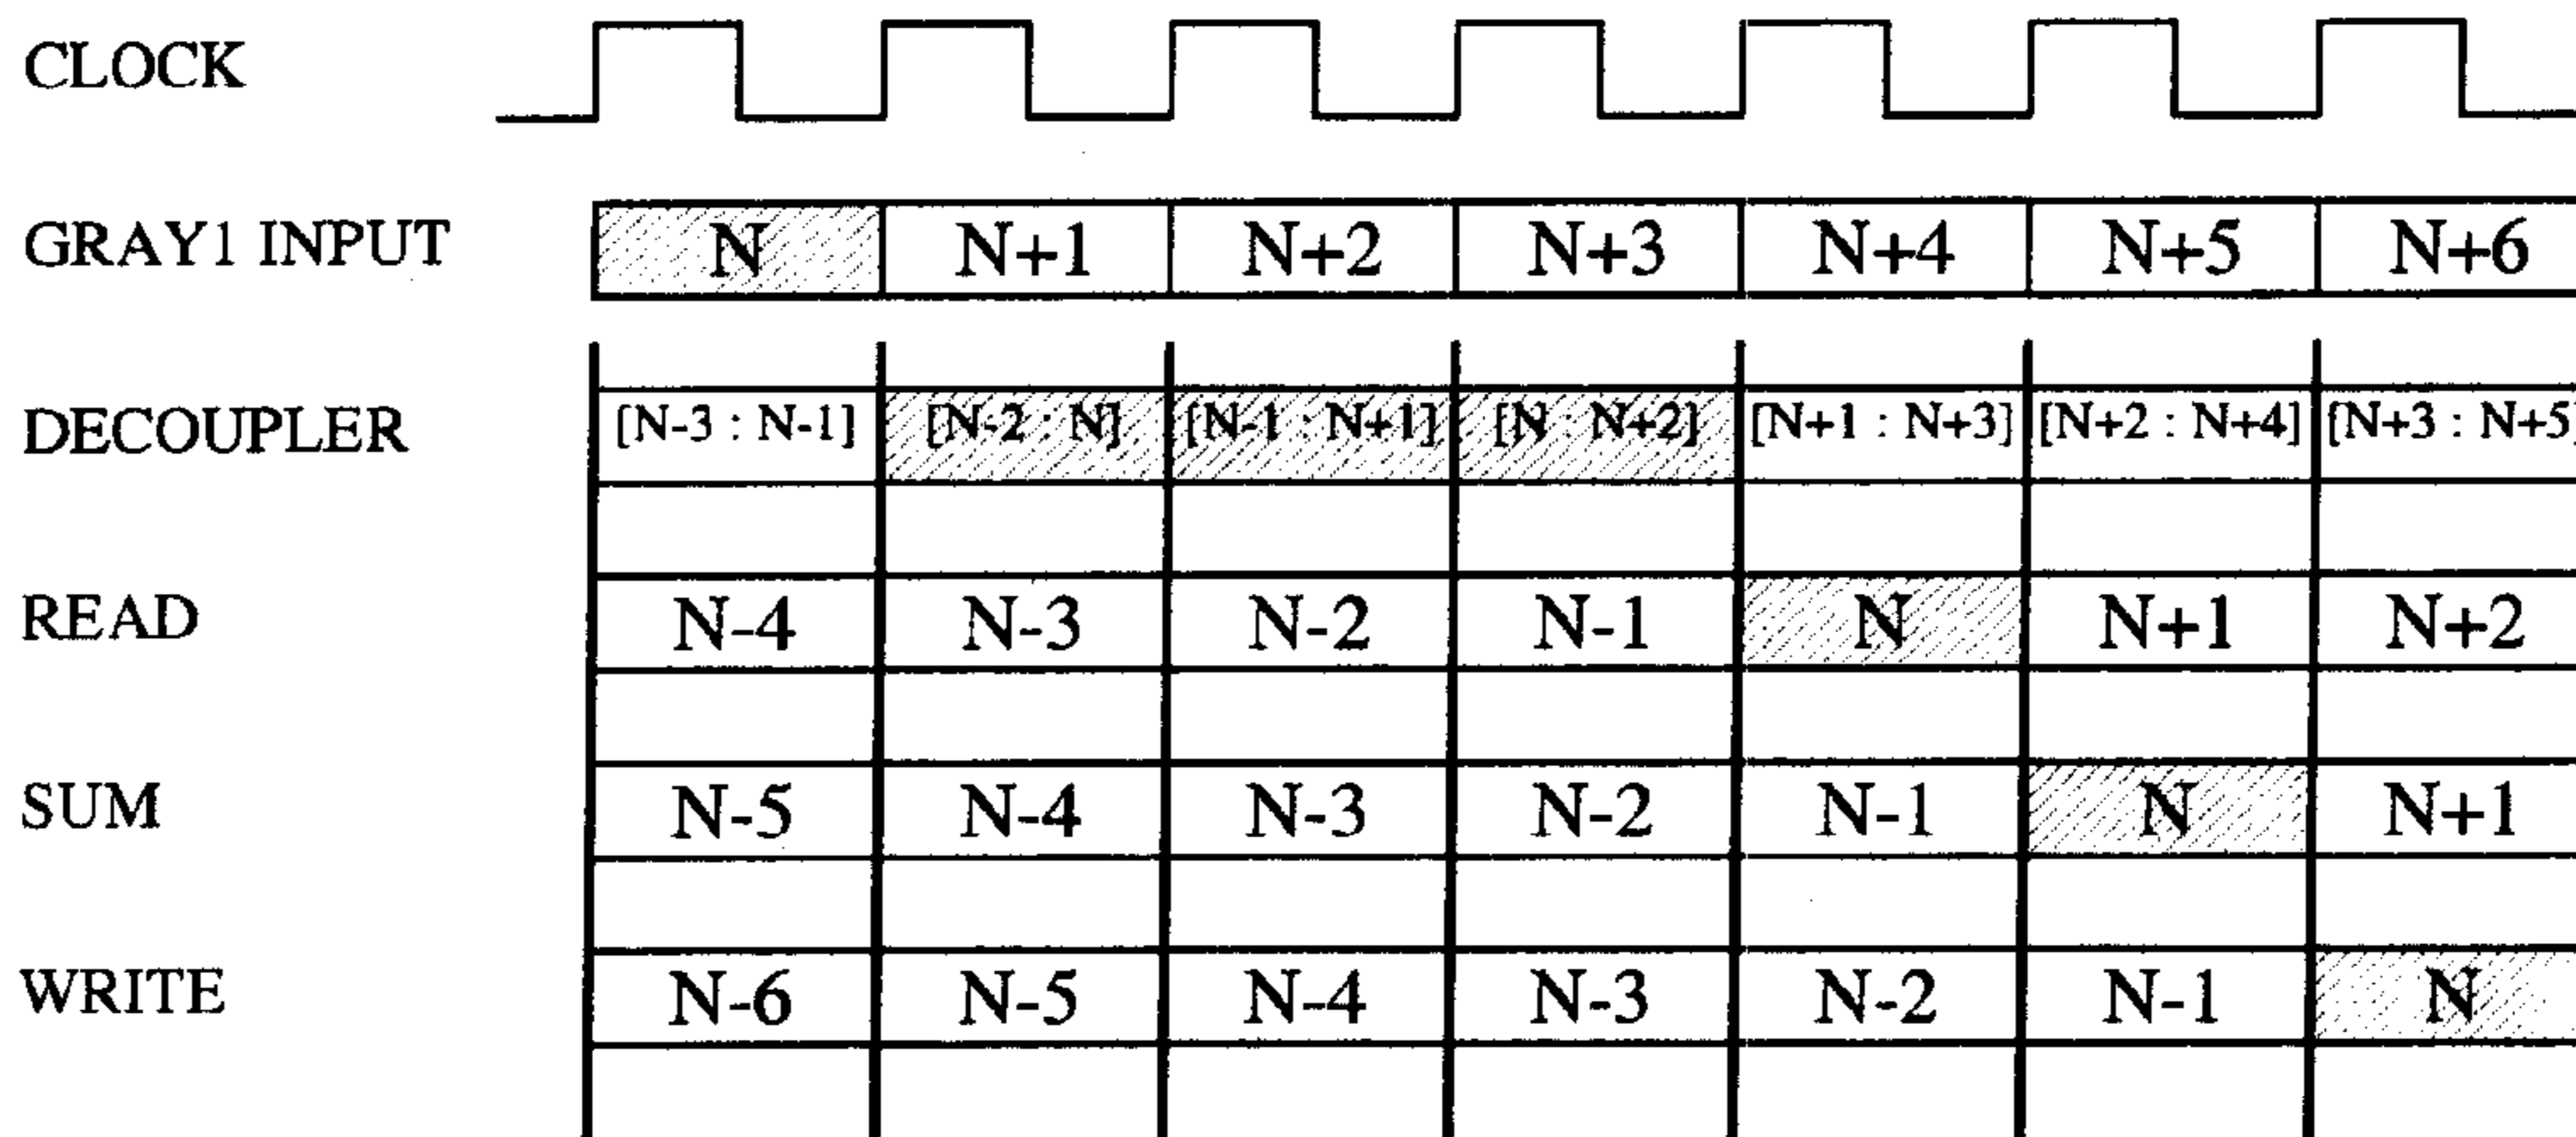 CLOCK
GRAY1 INPUT N N+1 N+2 N+3 N+4 N+5 N+6
DECOUPLER [N-3 : N-1] [N-2 : N] [N-1 : N+1] [N : N+2] [N+1 : N+3] [N+2 : N+4] [N+3 : N+5]
READ N-4 N-3 N-2 N-1 N N+1 N+2
SUM N-5 N-4 N-3 N-2 N-1 N N+1
WRITE N-6 N-5 N-4 N-3 N-2 N-1 N